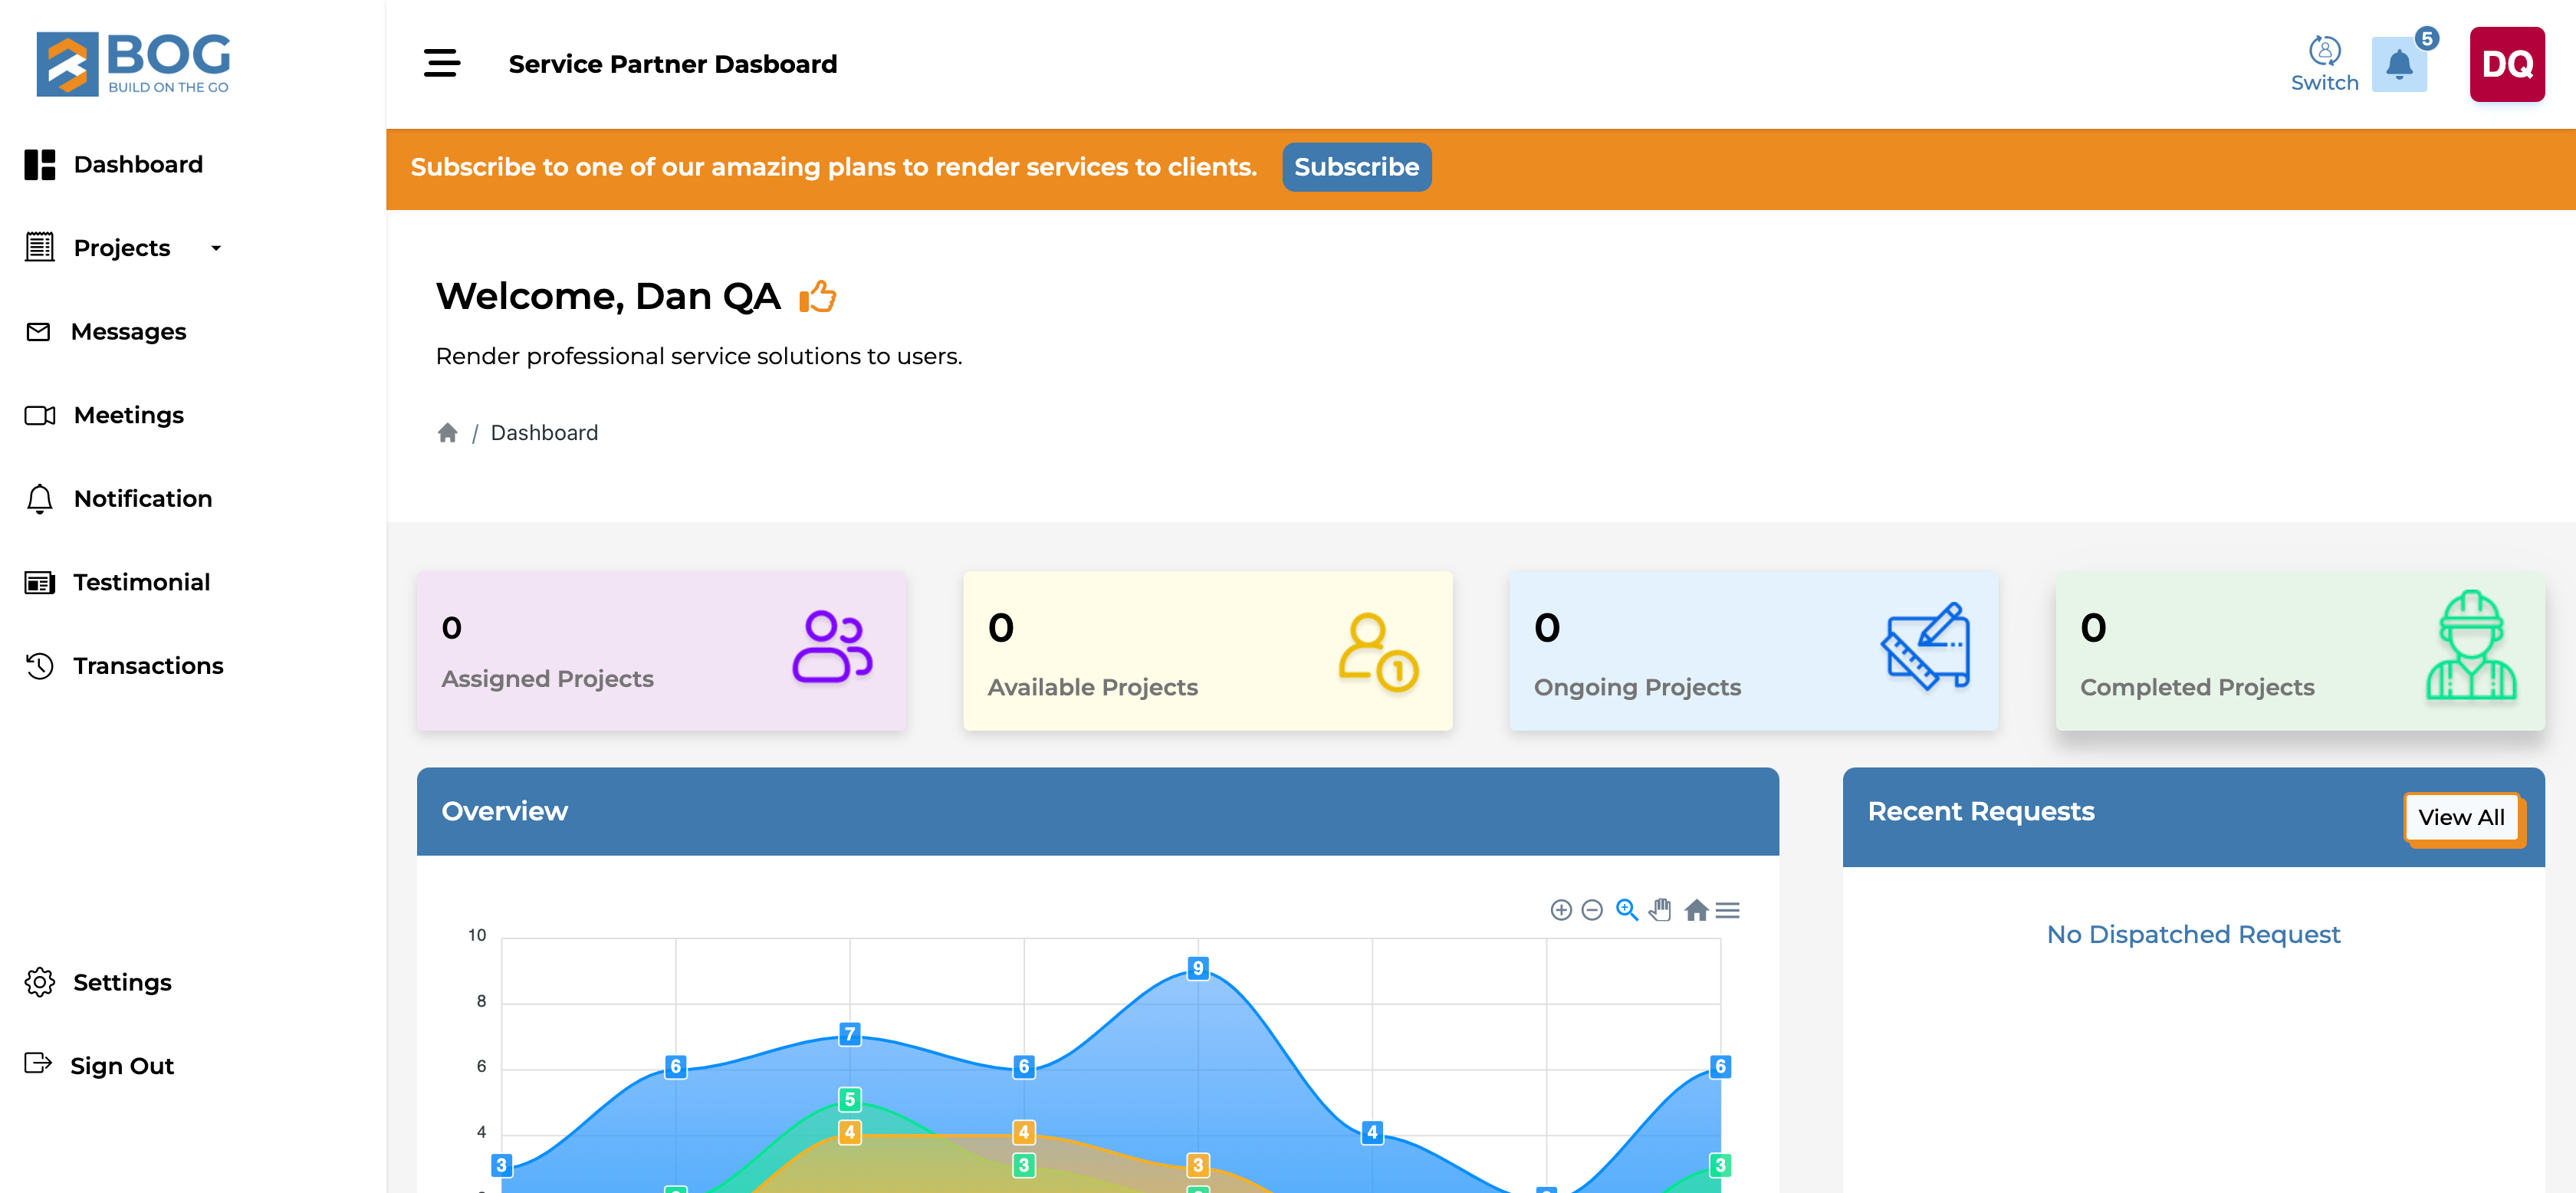 BOG
BUILD ON THE GO
Service Partner Dasboard
Switch
5
DQ
Dashboard
Projects
Messages
Meetings
Notification
Testimonial
Transactions
Settings
Sign Out
Subscribe to one of our amazing plans to render services to clients.
Subscribe
Welcome, Dan QA
Render professional service solutions to users.
/ Dashboard
0
Assigned Projects
0
Available Projects
1
0
Ongoing Projects
0
Completed Projects
Overview
10
8
6
4
3
6
7
6
9
4
6
5
4
4
3
3
3
Recent Requests
View All
No Dispatched Request